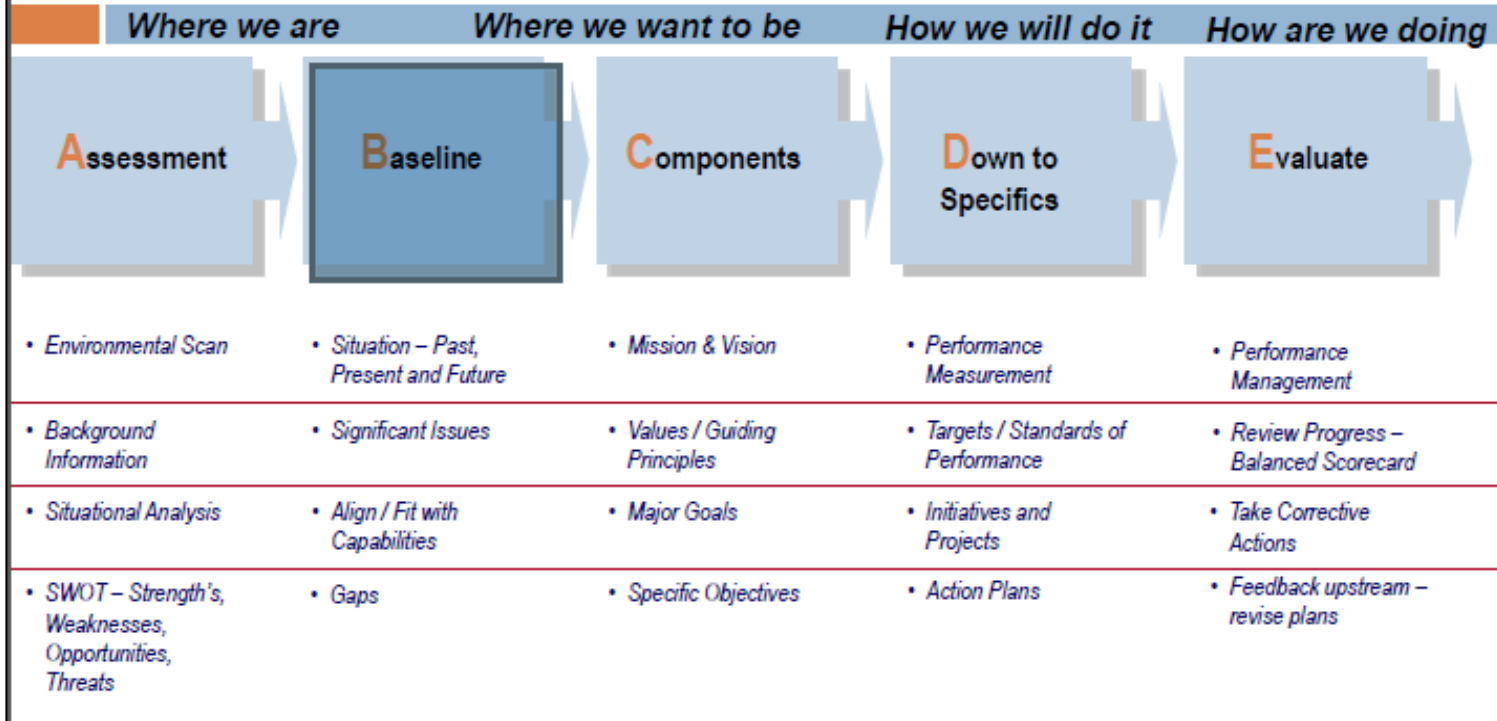 Where we are
Where we want to be
How we will do it
How are we doing
Assessment
Baseline
Components
Down to
Specifics
Evaluate
• Environmental Scan
• Situation – Past,
Present and Future
• Mission & Vision
• Performance
Measurement
• Performance
Management
• Background
Information
• Significant Issues
• Values / Guiding
Principles
• Targets / Standards of
Performance
• Review Progress –
Balanced Scorecard
• Situational Analysis
• Align / Fit with
Capabilities
• Major Goals
• Initiatives and
Projects
• Take Corrective
Actions
• SWOT – Strength's,
Weaknesses,
Opportunities,
Threats
• Gaps
• Specific Objectives
• Action Plans
• Feedback upstream –
revise plans